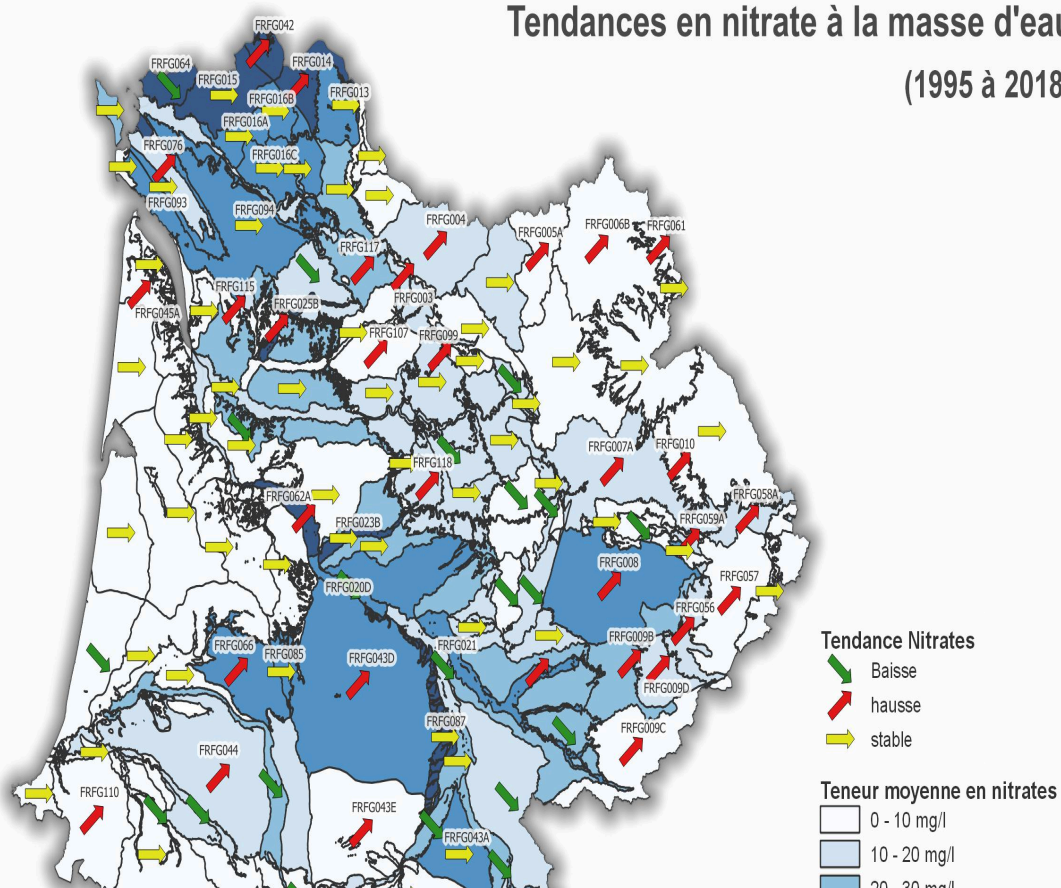 Tendances en nitrate à la masse d'eau
(1995 à 2018
FRFG042
FRFG064
FRFG014
FRFG015
FRFG013
FRFG016B
FRFG016A
FRFG076
FRFG016C
FRFG093
FRFG094
FRFG004
FRFG006B
FRFG061
FRFG005A
FRFG117
FRFG115
FRFG003
FRFG025B
FRFG045A
FRFG107
FRFG099
FRFG007A
FRFG010
FRFG118
FRFG062A
FRFG058A
FRFG023B
FRFG059A
FRFG008
FRFG057
FRFG020D
FRFG056
FRFG009B
FRFG066
FRFG021
FRFG085
FRFG043D
FRFG009D
FRFG087
FRFG009C
FRFG044
FRFG110
FRFG043E
FRFG043A
Tendance Nitrates
Baisse
hausse
stable
Teneur moyenne en nitrates
0 - 10 mg/l
10 - 20 mg/l
20 - 30 mg/l